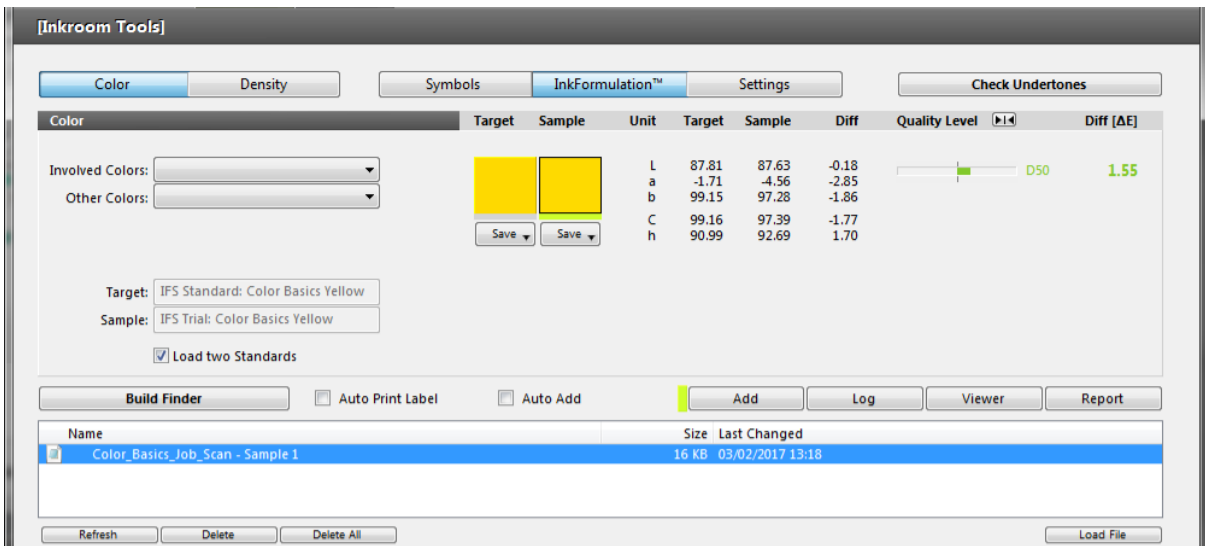 [Inkroom Tools]
Color Density Symbols InkFormulation™ Settings Check Undertones
Color Target Sample Unit Target Sample Diff Quality Level Diff [ΔE]
Involved Colors: L 87.81 87.63 -0.18 D50 1.55
a -1.71 -4.56 -2.85
Other Colors: b 99.15 97.28 -1.86
C 99.16 97.39 -1.77
Save Save h 90.99 92.69 1.70
Target: IFS Standard: Color Basics Yellow
Sample: IFS Trial: Color Basics Yellow
Load two Standards
Build Finder Auto Print Label Auto Add Add Log Viewer Report
Name Size Last Changed
Color_Basics_Job_Scan - Sample 1 16 KB 03/02/2017 13:18
Refresh Delete Delete All Load File